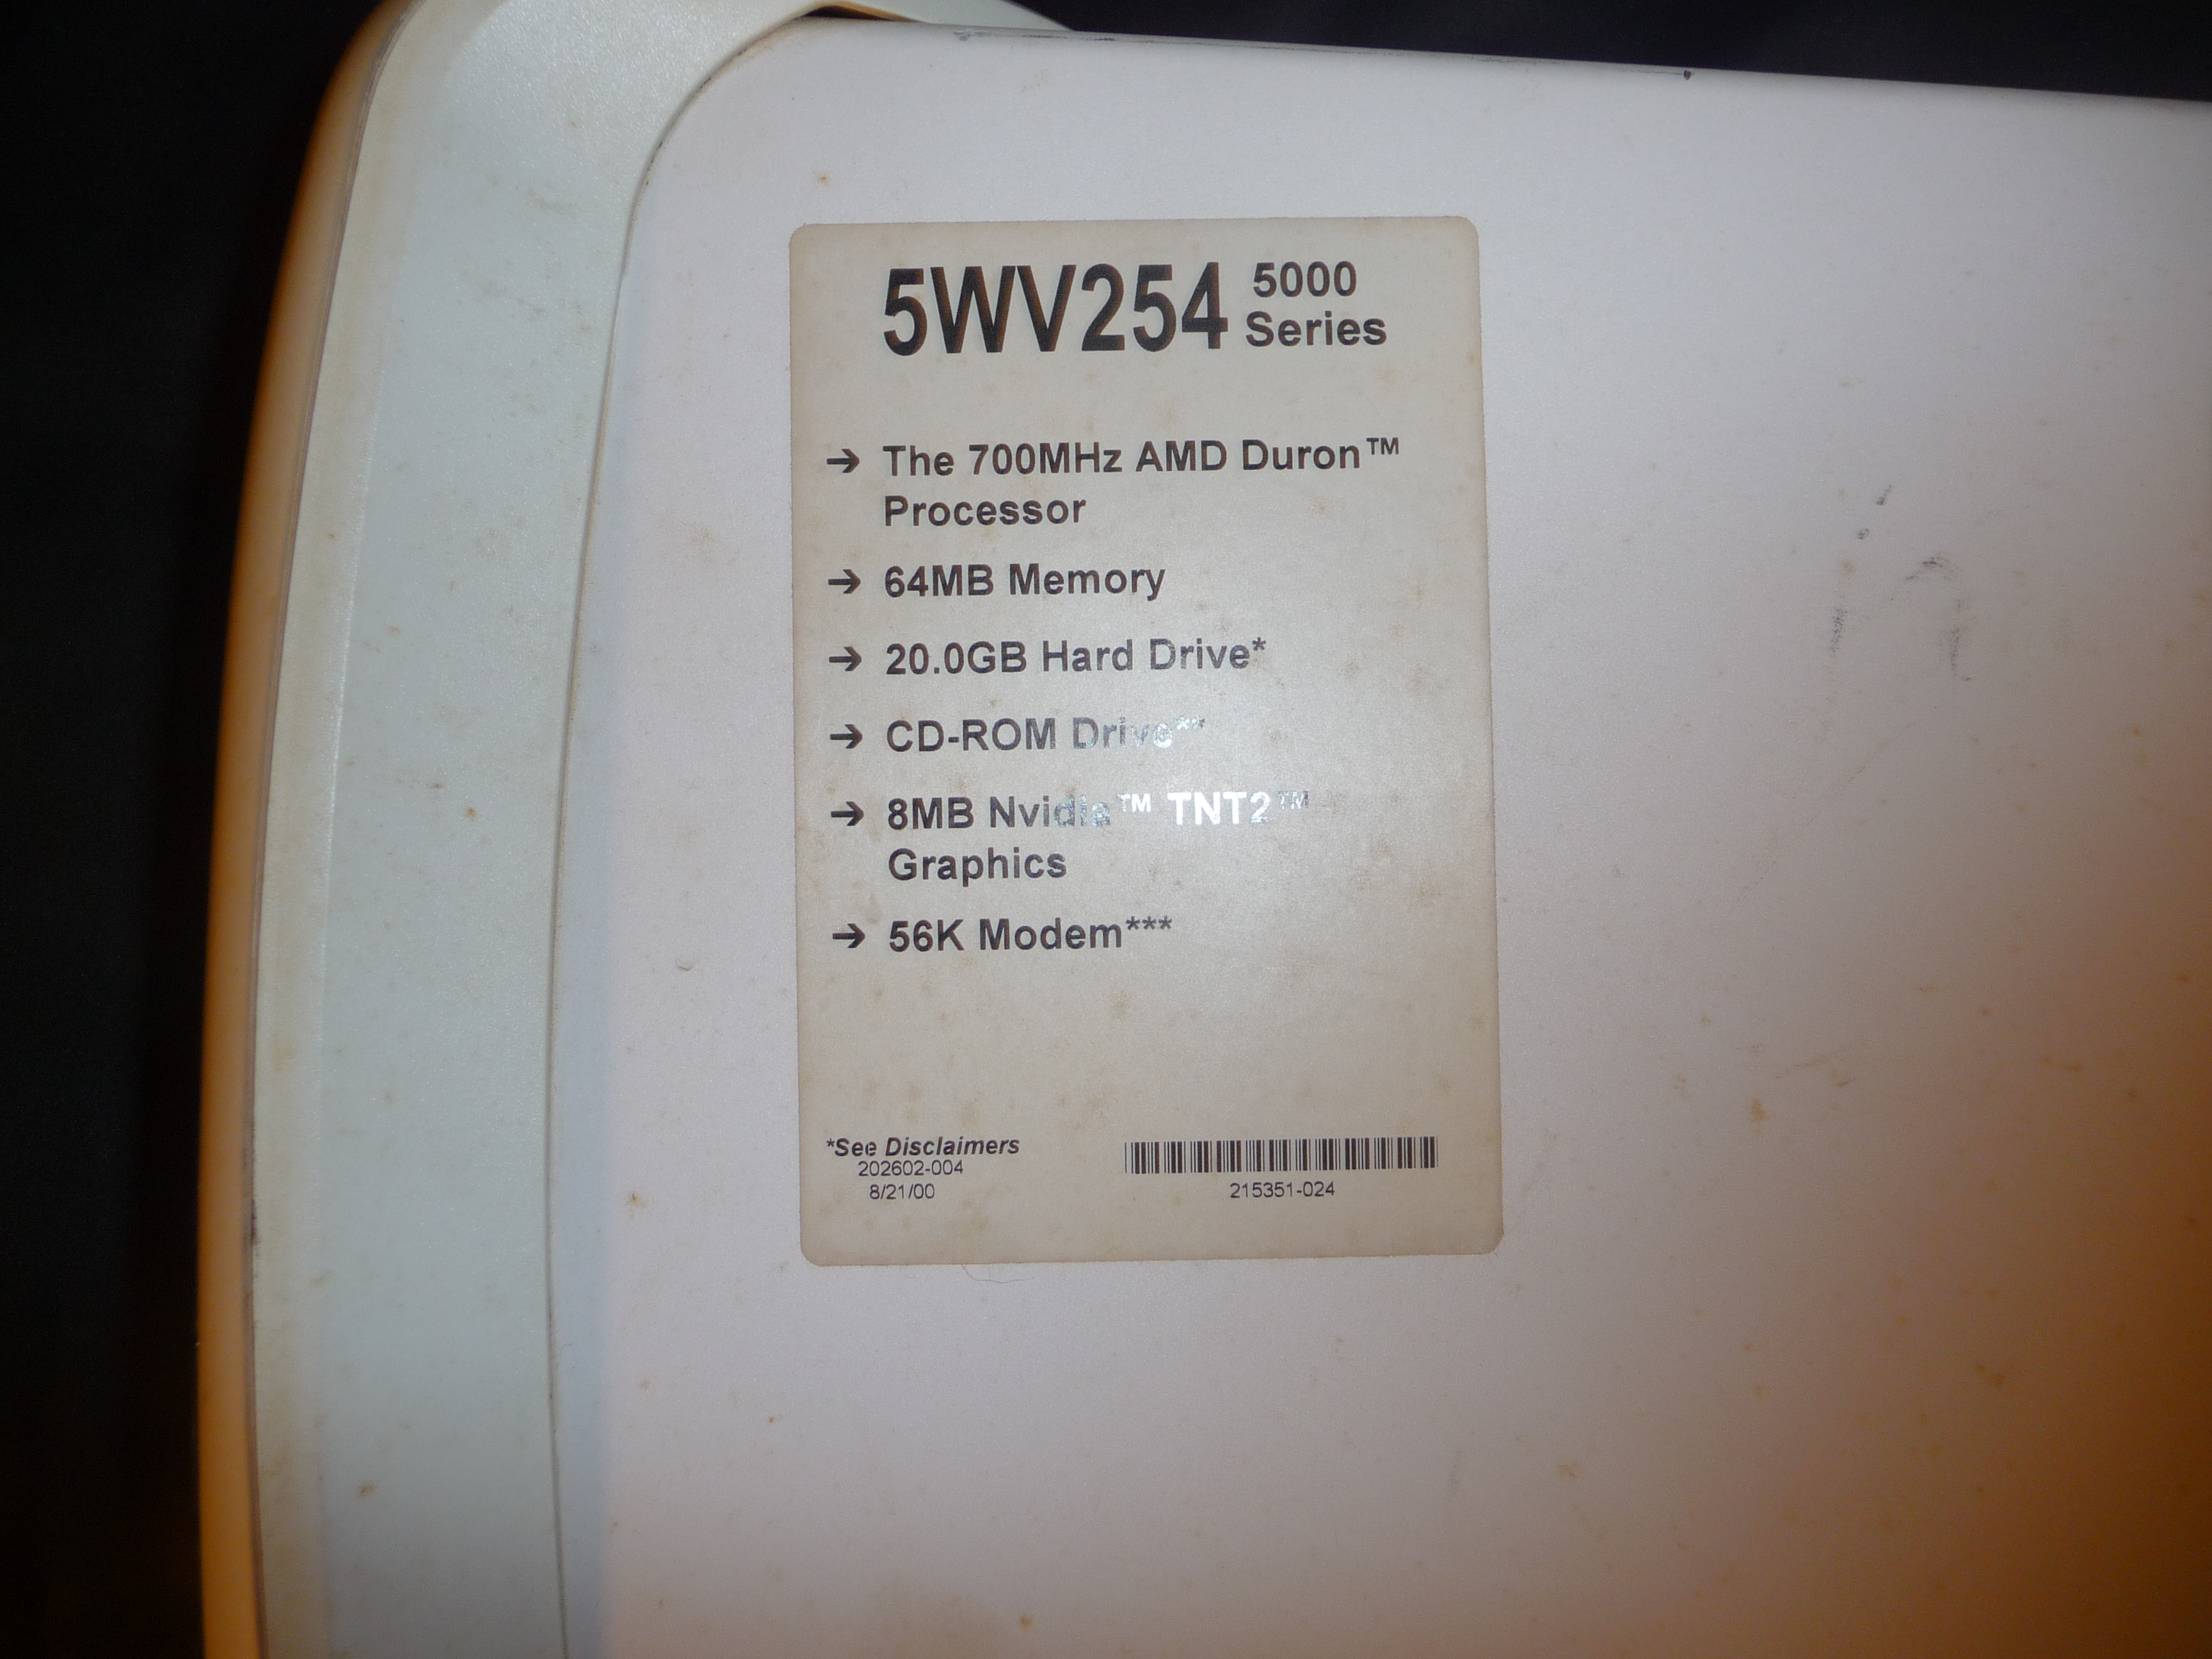 5WV254 5000 Series
→ The 700MHz AMD Duron™
Processor
→ 64MB Memory
→ 20.0GB Hard Drive*
→ CD-ROM Drive**
→ 8MB Nvidia™ TNT2™
Graphics
→ 56K Modem***
*See Disclaimers
202602-004
8/21/00
215351-024